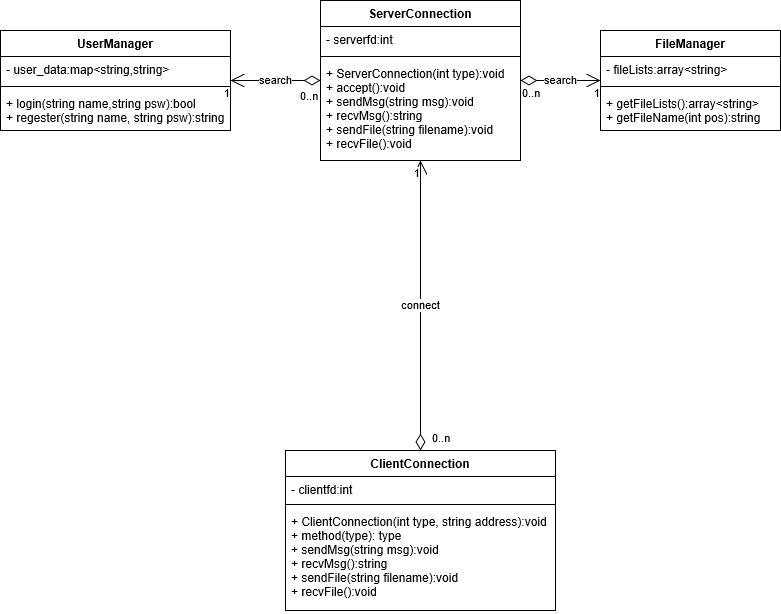 ServerConnection
- serverfd:int
+ ServerConnection(int type):void
+ accept():void
+ sendMsg(string msg):void
+ recvMsg():string
+ sendFile(string filename):void
+ recvFile():void
UserManager
- user_data:map<string,string>
+ login(string name,string psw):bool
+ regester(string name, string psw):string
search
1
0..n
search
0..n
1
FileManager
- fileLists:array<string>
+ getFileLists():array<string>
+ getFileName(int pos):string
1
connect
0..n
ClientConnection
- clientfd:int
+ ClientConnection(int type, string address):void
+ method(type): type
+ sendMsg(string msg):void
+ recvMsg():string
+ sendFile(string filename):void
+ recvFile():void